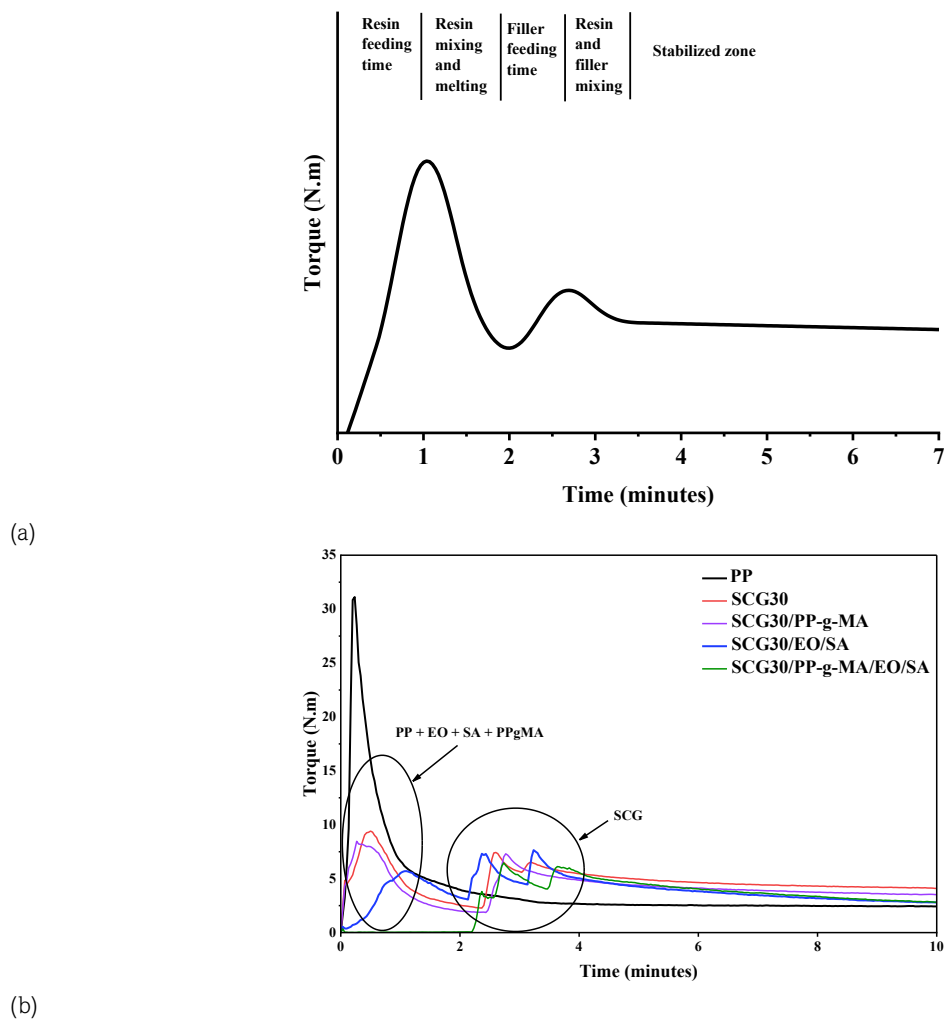 Resin feeding time
Resin mixing and melting
Filler feeding time
Resin and filler mixing
Stabilized zone
Torque (N.m)
0 1 2 3 4 5 6 7
Time (minutes)
(a)
35
30
25
20
15
10
5
0
Torque (N.m)
PP
SCG30
SCG30/PP-g-MA
SCG30/EO/SA
SCG30/PP-g-MA/EO/SA
PP + EO + SA + PPgMA
SCG
0 2 4 6 8 10
Time (minutes)
(b)